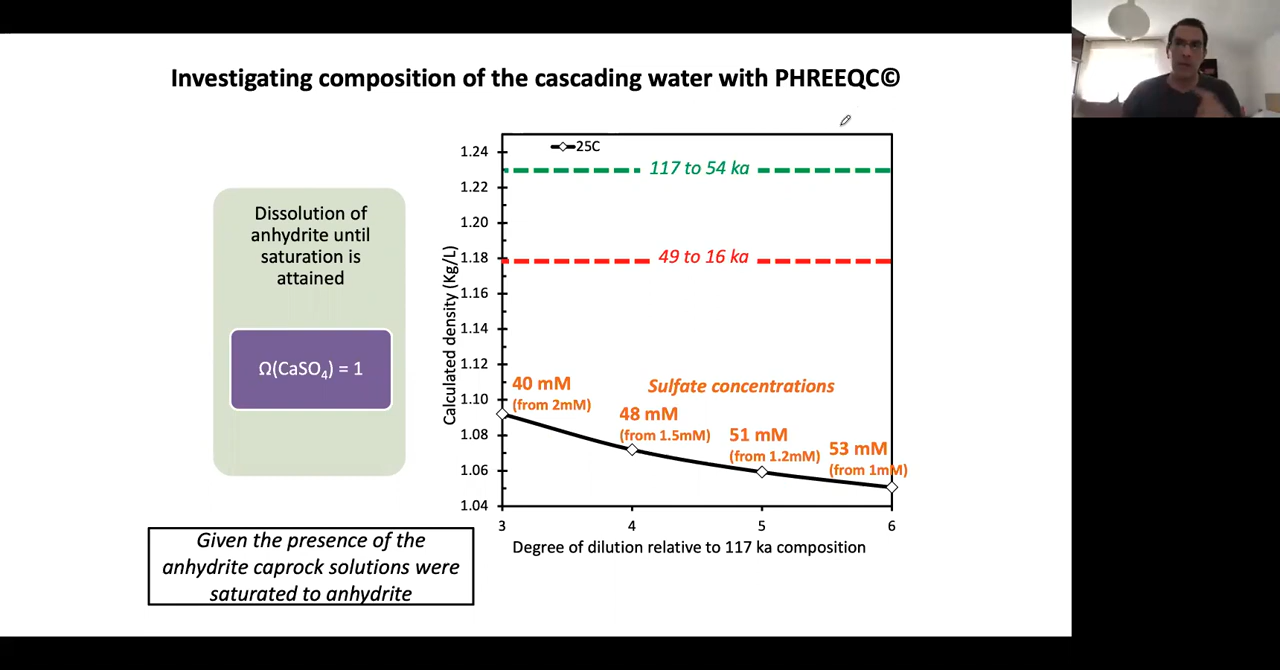 Investigating composition of the cascading water with PHREEQC©
Dissolution of
anhydrite until
saturation is
attained
Ω(CaSO₄) = 1
Given the presence of the
anhydrite caprock solutions were
saturated to anhydrite
25C
Calculated density (Kg/L)
1.24
1.22
1.20
1.18
1.16
1.14
1.12
1.10
1.08
1.06
1.04
117 to 54 ka
49 to 16 ka
Sulfate concentrations
40 mM
(from 2mM)
48 mM
(from 1.5mM)
51 mM
(from 1.2mM)
53 mM
(from 1mM)
3 4 5 6
Degree of dilution relative to 117 ka composition